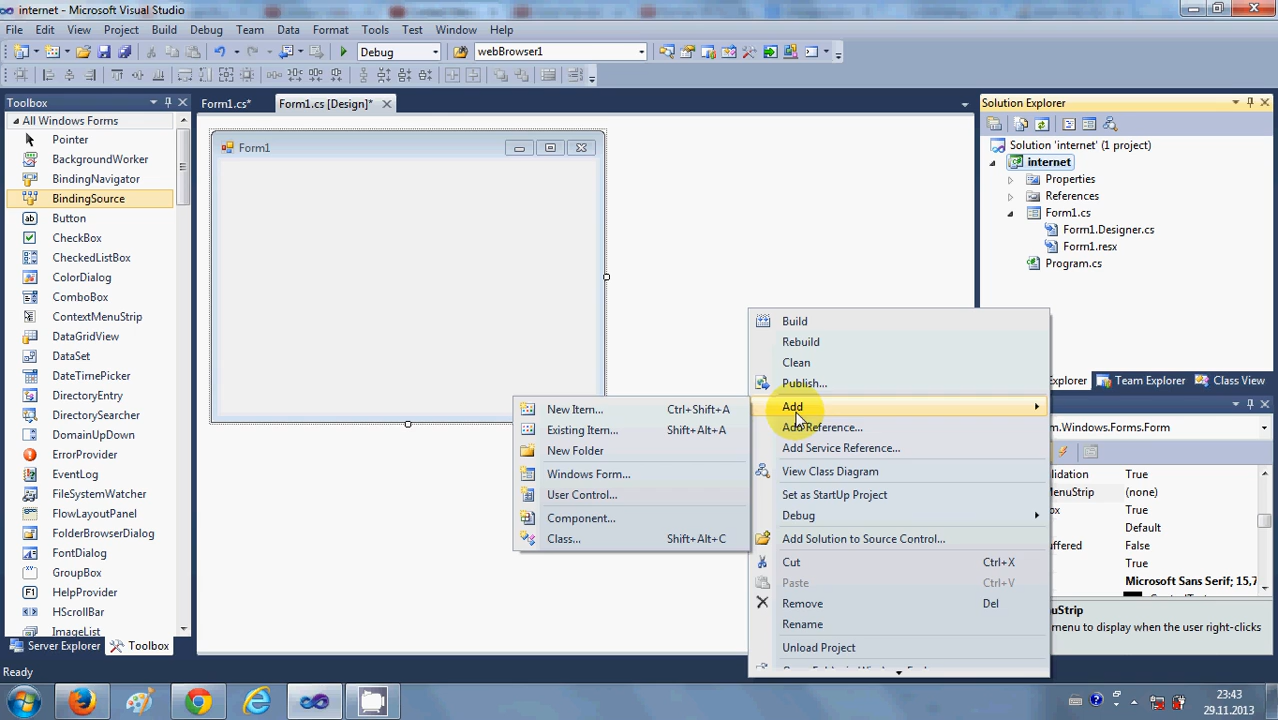 internet - Microsoft Visual Studio
File Edit View Project Build Debug Team Data Format Tools Test Window Help
Debug webBrowser1
Toolbox
All Windows Forms
Pointer
BackgroundWorker
BindingNavigator
BindingSource
Button
CheckBox
CheckedListBox
ColorDialog
ComboBox
ContextMenuStrip
DataGridView
DataSet
DateTimePicker
DirectoryEntry
DirectorySearcher
DomainUpDown
ErrorProvider
EventLog
FileSystemWatcher
FlowLayoutPanel
FolderBrowserDialog
FontDialog
GroupBox
HelpProvider
HScrollBar
ImageList
Server Explorer Toolbox
Form1.cs* Form1.cs [Design]*
Form1
New Item... Ctrl+Shift+A
Existing Item... Shift+Alt+A
New Folder
Windows Form...
User Control...
Component...
Class... Shift+Alt+C
Build
Rebuild
Clean
Publish...
Add
Add Reference...
Add Service Reference...
View Class Diagram
Set as StartUp Project
Debug
Add Solution to Source Control...
Cut Ctrl+X
Paste Ctrl+V
Remove Del
Rename
Unload Project
Solution Explorer
Solution 'internet' (1 project)
internet
Properties
References
Form1.cs
Form1.Designer.cs
Form1.resx
Program.cs
Explorer Team Explorer Class View
m.Windows.Forms.Form
alidation True
MenuStrip (none)
ox True
Default
uffered False
True
Microsoft Sans Serif; 15,7
nuStrip
menu to display when the user right-clicks
Ready
23:43
29.11.2013